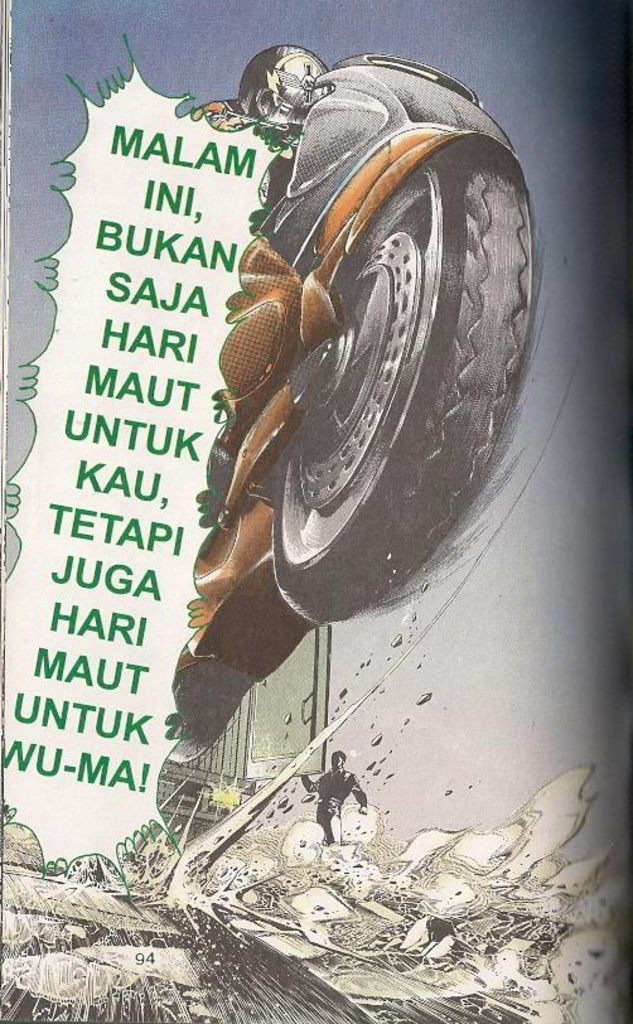 MALAM
INI,
BUKAN
SAJA
HARI
MAUT
UNTUK
KAU,
TETAPI
JUGA
HARI
MAUT
UNTUK
WU-MA!
94